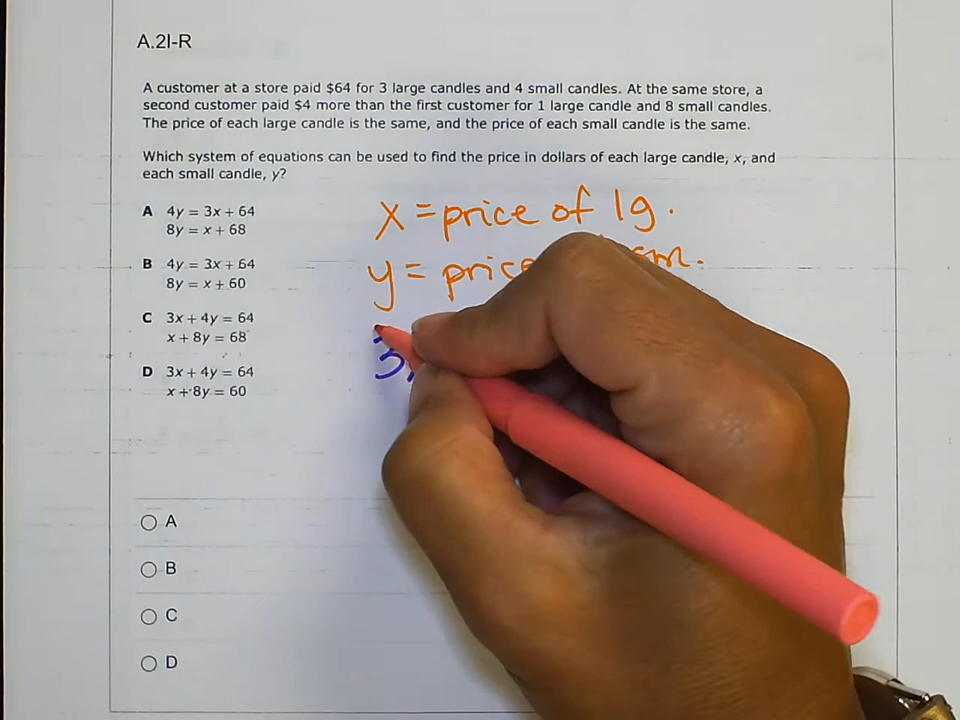 A.2I-R
A customer at a store paid $64 for 3 large candles and 4 small candles. At the same store, a
second customer paid $4 more than the first customer for 1 large candle and 8 small candles.
The price of each large candle is the same, and the price of each small candle is the same.
Which system of equations can be used to find the price in dollars of each large candle, x, and
each small candle, y?
A 4y = 3x + 64
8y = x + 68
B 4y = 3x + 64
8y = x + 60
C 3x + 4y = 64
x + 8y = 68
D 3x + 4y = 64
x + 8y = 60
x = price of lg.
y = price sm.
3
A
B
C
D